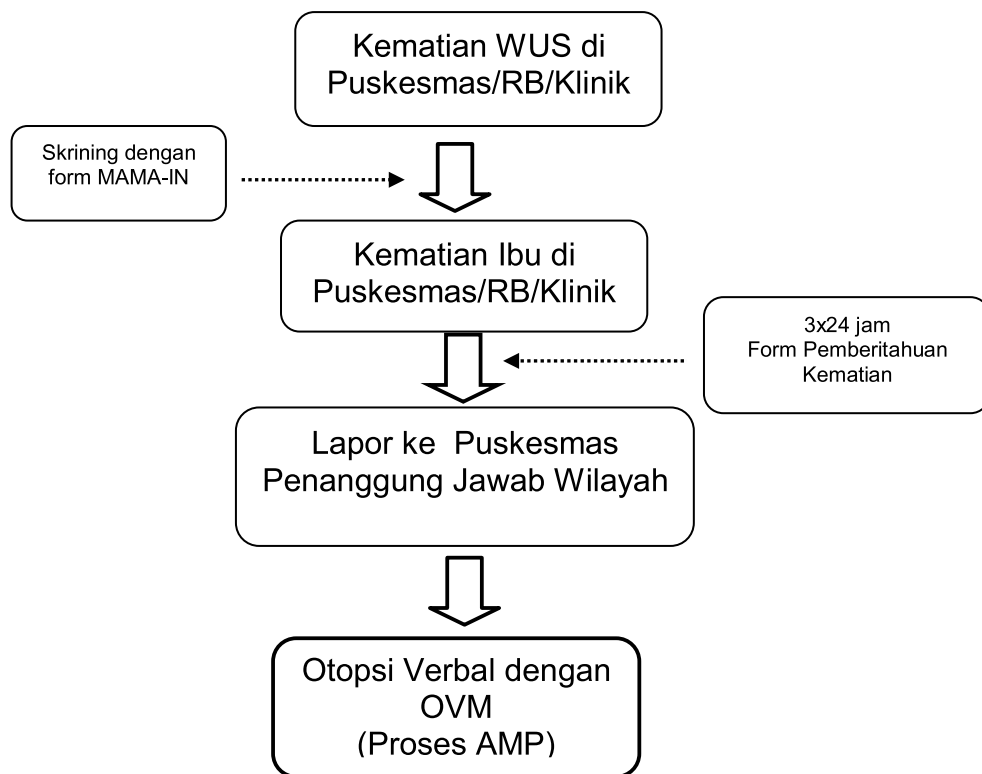 Kematian WUS di
Puskesmas/RB/Klinik
Skrining dengan
form MAMA-IN
Kematian Ibu di
Puskesmas/RB/Klinik
3x24 jam
Form Pemberitahuan
Kematian
Lapor ke Puskesmas
Penanggung Jawab Wilayah
Otopsi Verbal dengan
OVM
(Proses AMP)